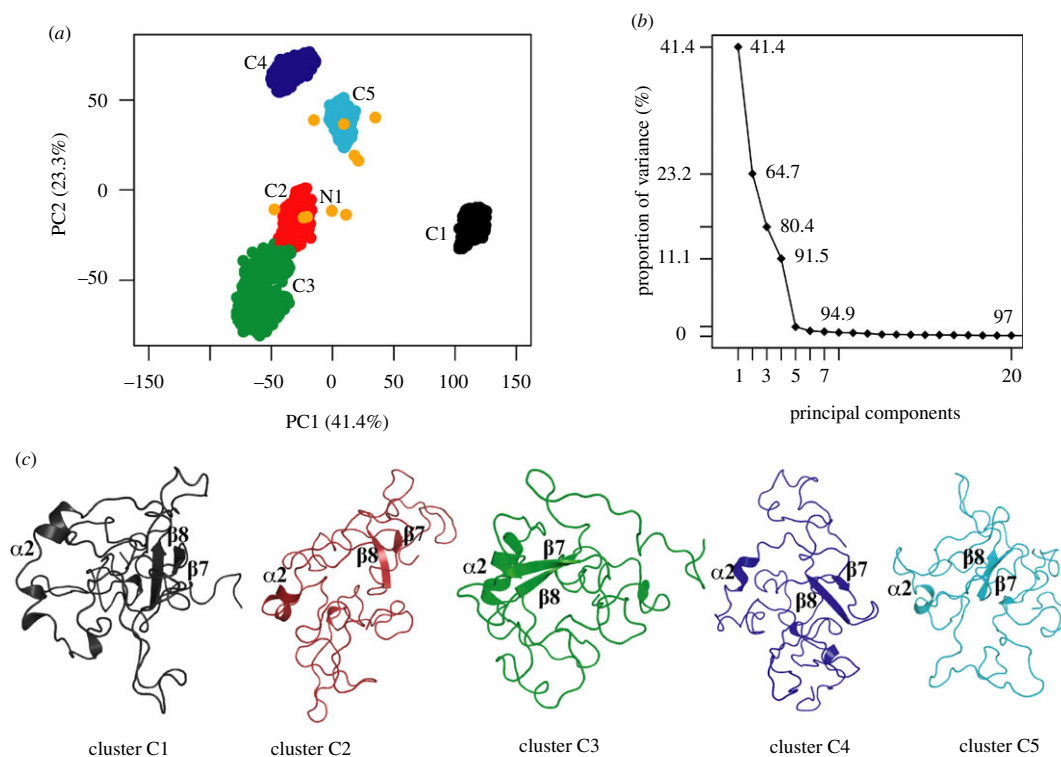 (a)
C4
C5
50
0
C2
N1
C1
C3
–50
PC2 (23.3%)
–150
–50
0
50
100
150
PC1 (41.4%)
(b)
41.4
41.4
23.2
64.7
80.4
11.1
91.5
94.9
97
0
proportion of variance (%)
1
3
5
7
20
principal components
(c)
α2
β8
β7
cluster C1
α2
β8
β7
cluster C2
α2
β7
β8
cluster C3
α2
β7
β8
cluster C4
α2
β8
β7
cluster C5